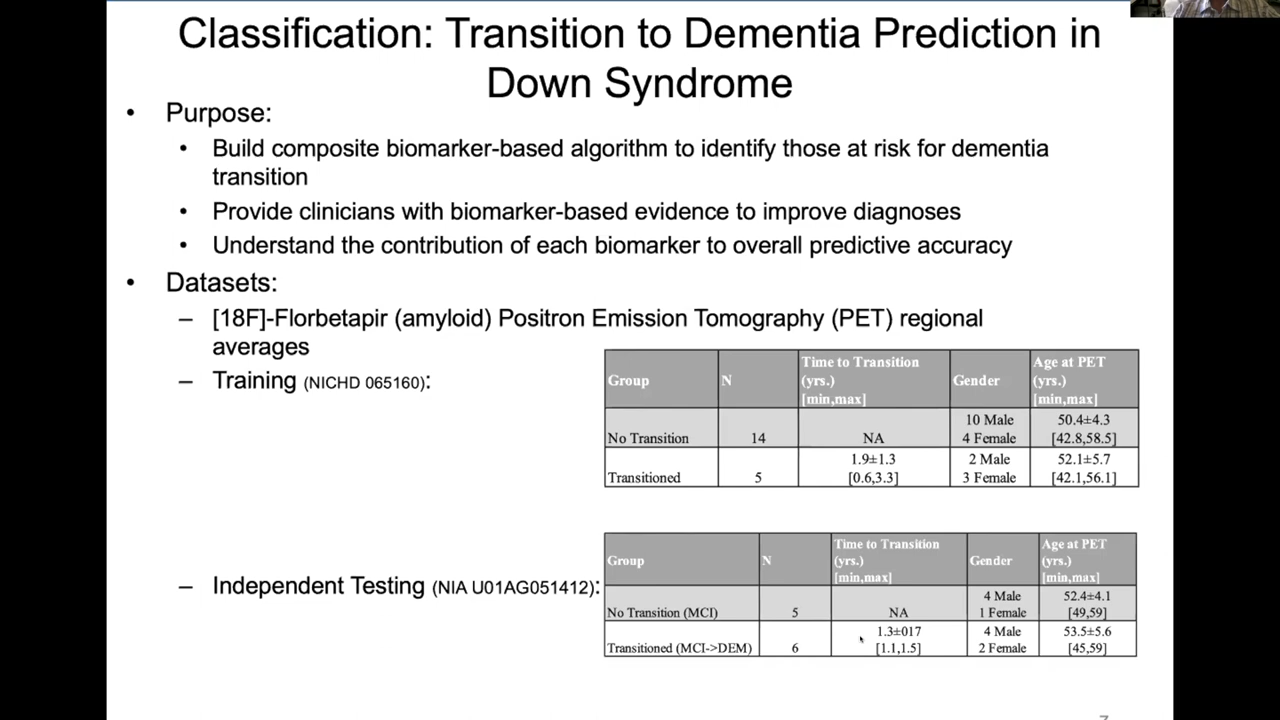 Classification: Transition to Dementia Prediction in
Down Syndrome
• Purpose:
• Build composite biomarker-based algorithm to identify those at risk for dementia
transition
• Provide clinicians with biomarker-based evidence to improve diagnoses
• Understand the contribution of each biomarker to overall predictive accuracy
• Datasets:
– [18F]-Florbetapir (amyloid) Positron Emission Tomography (PET) regional
averages
– Training (NICHD 065160):
Group N Time to Transition (yrs.) [min,max] Gender Age at PET (yrs.) [min,max]
No Transition 14 NA 10 Male 4 Female 50.4±4.3 [42.8,58.5]
Transitioned 5 1.9±1.3 [0.6,3.3] 2 Male 3 Female 52.1±5.7 [42.1,56.1]
– Independent Testing (NIA U01AG051412):
Group N Time to Transition (yrs.) [min,max] Gender Age at PET (yrs.) [min,max]
No Transition (MCI) 5 NA 4 Male 1 Female 52.4±4.1 [49,59]
Transitioned (MCI->DEM) 6 1.3±017 [1.1,1.5] 4 Male 2 Female 53.5±5.6 [45,59]